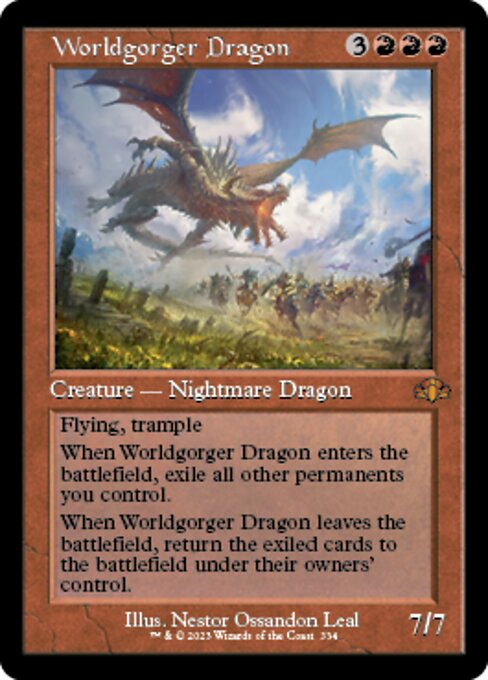 Worldgorger Dragon 3
Creature — Nightmare Dragon
Flying, trample
When Worldgorger Dragon enters the
battlefield, exile all other permanents
you control.
When Worldgorger Dragon leaves the
battlefield, return the exiled cards to
the battlefield under their owners'
control.
Illus. Nestor Ossandon Leal
™ & © 2023 Wizards of the Coast 334
7/7